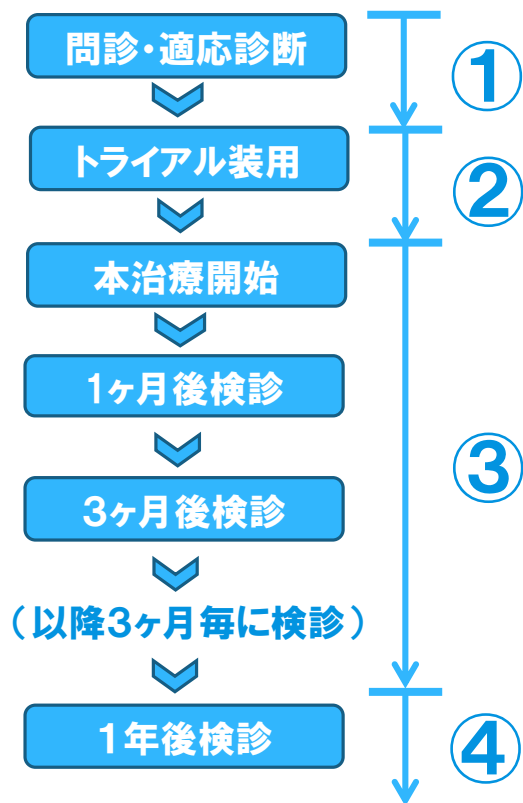 問診・適応診断
①
トライアル装用
②
本治療開始
1ヶ月後検診
③
3ヶ月後検診
（以降3ヶ月毎に検診）
1年後検診
④